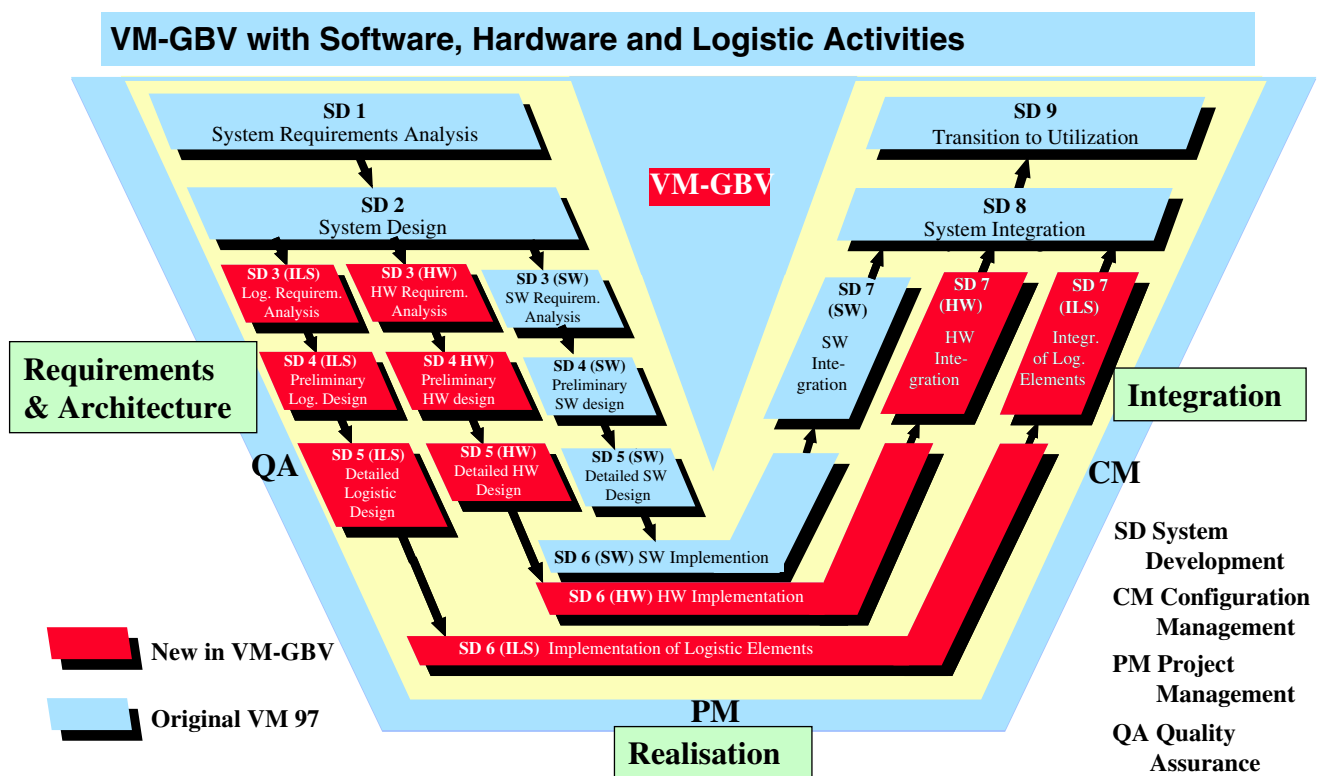 VM-GBV with Software, Hardware and Logistic Activities
SD 1
System Requirements Analysis
SD 2
System Design
SD 3 (ILS)
Log. Requirem.
Analysis
SD 3 (HW)
HW Requirem.
Analysis
SD 3 (SW)
SW Requirem.
Analysis
SD 4 (ILS)
Preliminary
Log. Design
SD 4 HW)
Preliminary
HW design
SD 4 (SW)
Preliminary
SW design
SD 5 (ILS)
Detailed
Logistic
Design
SD 5 (HW)
Detailed HW
Design
SD 5 (SW)
Detailed SW
Design
SD 6 (SW) SW Implemention
SD 6 (HW) HW Implementation
SD 6 (ILS) Implementation of Logistic Elements
VM-GBV
SD 9
Transition to Utilization
SD 8
System Integration
SD 7
(SW)
SW
Inte-
gration
SD 7
(HW)
HW
Inte-
gration
SD 7
(ILS)
Integr.
of Log.
Elements
Requirements
& Architecture
Integration
QA
CM
PM
Realisation
New in VM-GBV
Original VM 97
SD System
Development
CM Configuration
Management
PM Project
Management
QA Quality
Assurance